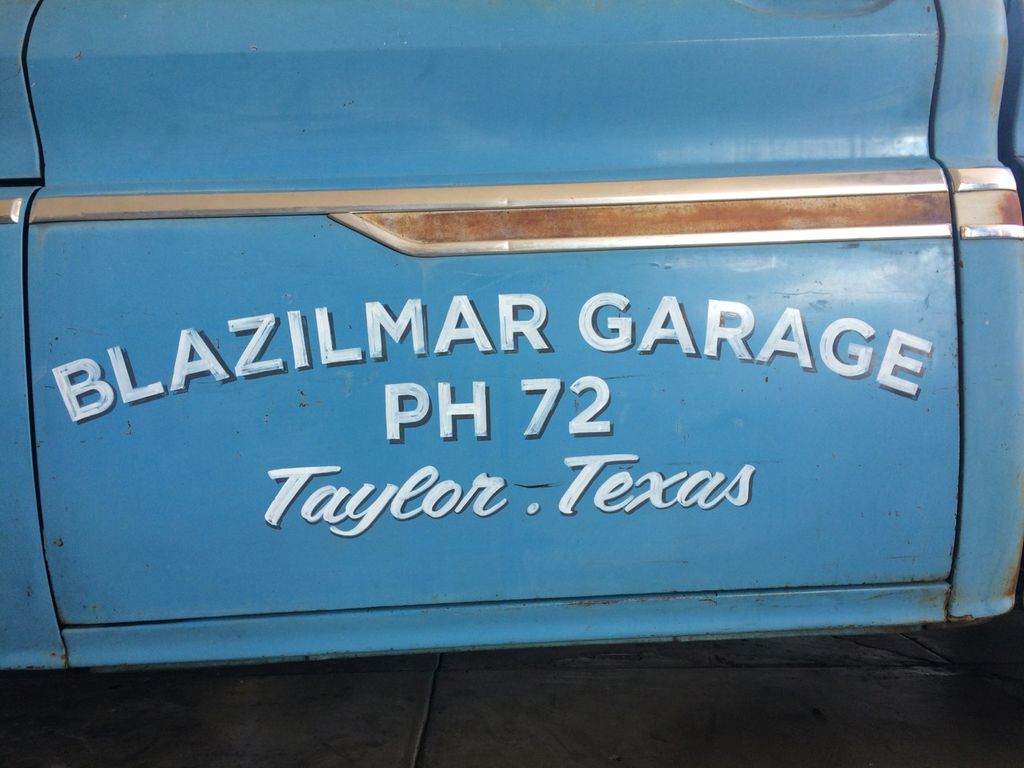 BLAZILMAR GARAGE
PH 72
Taylor . Texas